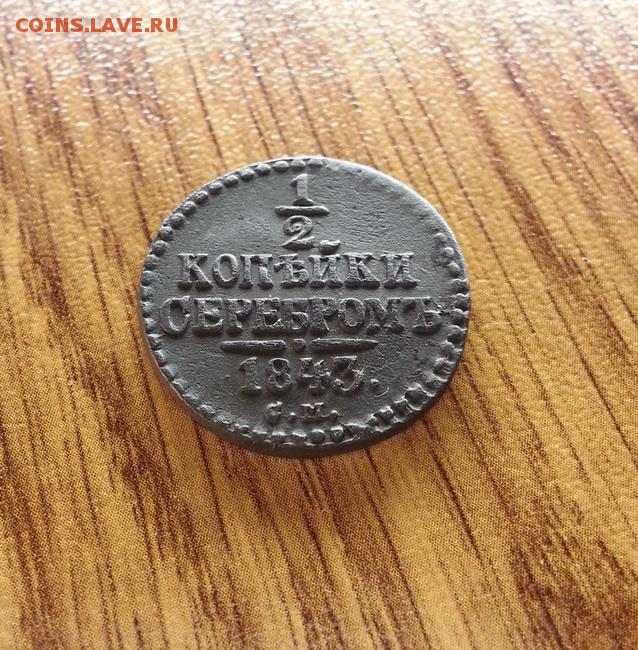 COINS.LAVE.RU
1
2
КОПѢЙКИ
СЕРЕБРОМЪ
1843.
С.М.